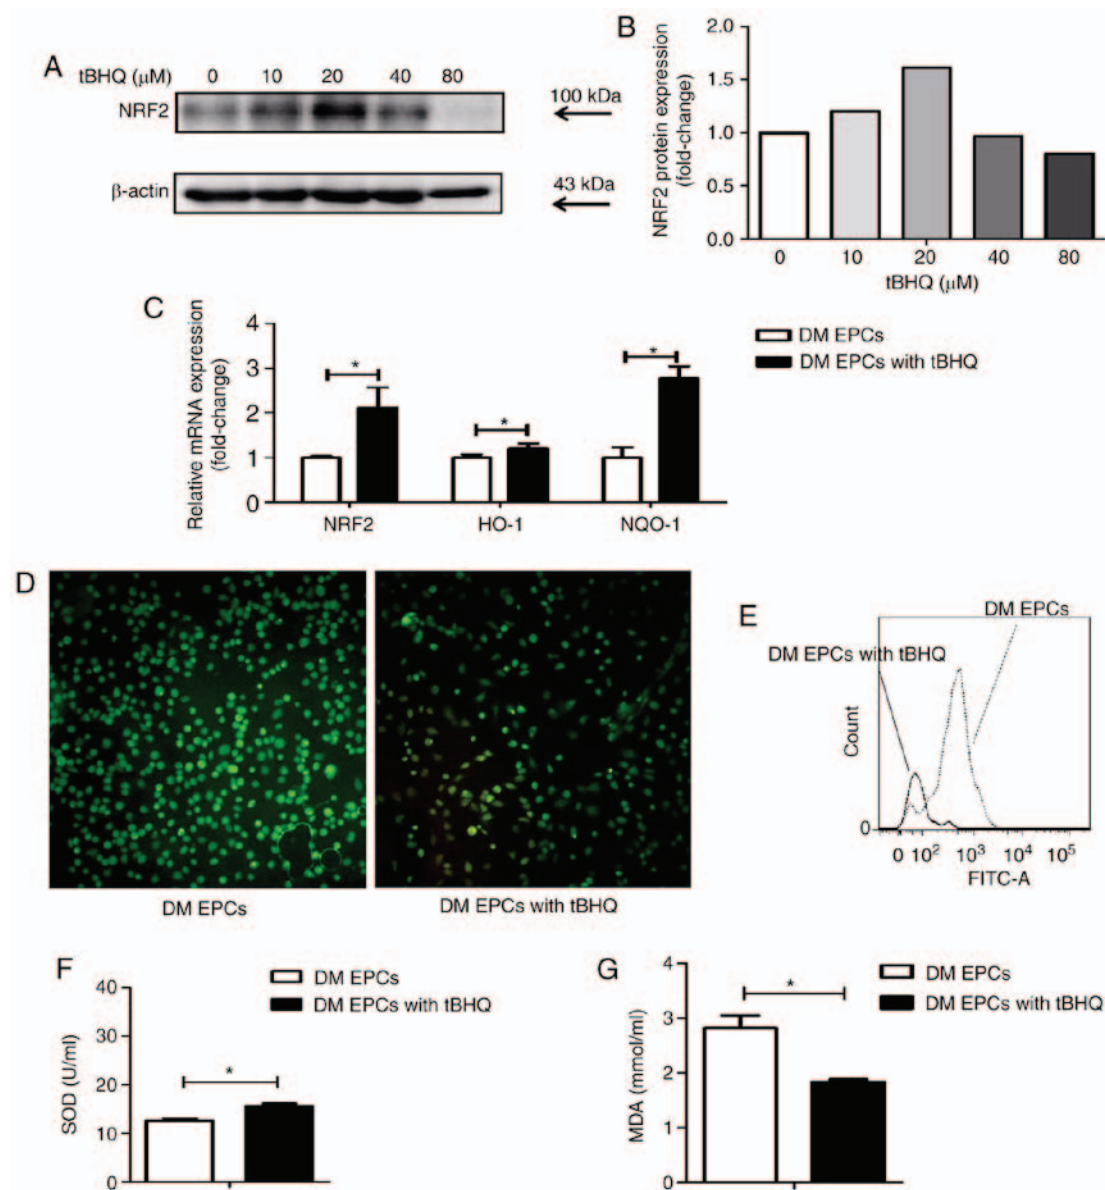 A
tBHQ (μM) 0 10 20 40 80
NRF2
100 kDa
β-actin
43 kDa
B
NRF2 protein expression
(fold-change)
2.0
1.5
1.0
0.5
0.0
0 10 20 40 80
tBHQ (μM)
C
Relative mRNA expression
(fold-change)
4
3
2
1
0
* * *
NRF2 HO-1 NQO-1
DM EPCs
DM EPCs with tBHQ
D
DM EPCs
DM EPCs with tBHQ
E
DM EPCs
DM EPCs with tBHQ
Count
0
0 10² 10³ 10⁴ 10⁵
FITC-A
F
DM EPCs
DM EPCs with tBHQ
SOD (U/ml)
40
30
20
10
0
*
G
DM EPCs
DM EPCs with tBHQ
MDA (mmol/ml)
4
3
2
1
0
*